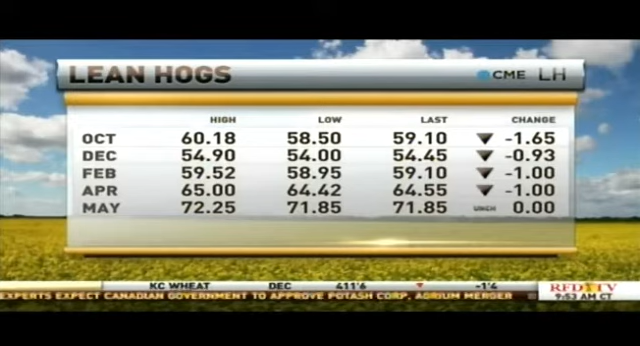 LEAN HOGS CME LH
HIGH LOW LAST CHANGE
OCT 60.18 58.50 59.10 -1.65
DEC 54.90 54.00 54.45 -0.93
FEB 59.52 58.95 59.10 -1.00
APR 65.00 64.42 64.55 -1.00
MAY 72.25 71.85 71.85 UNCH 0.00
KC WHEAT DEC 411'6 -1'4
EXPERTS EXPECT CANADIAN GOVERNMENT TO APPROVE POTASH CORP, AGRIUM MERGER
RFD TV
9:53 AM CT